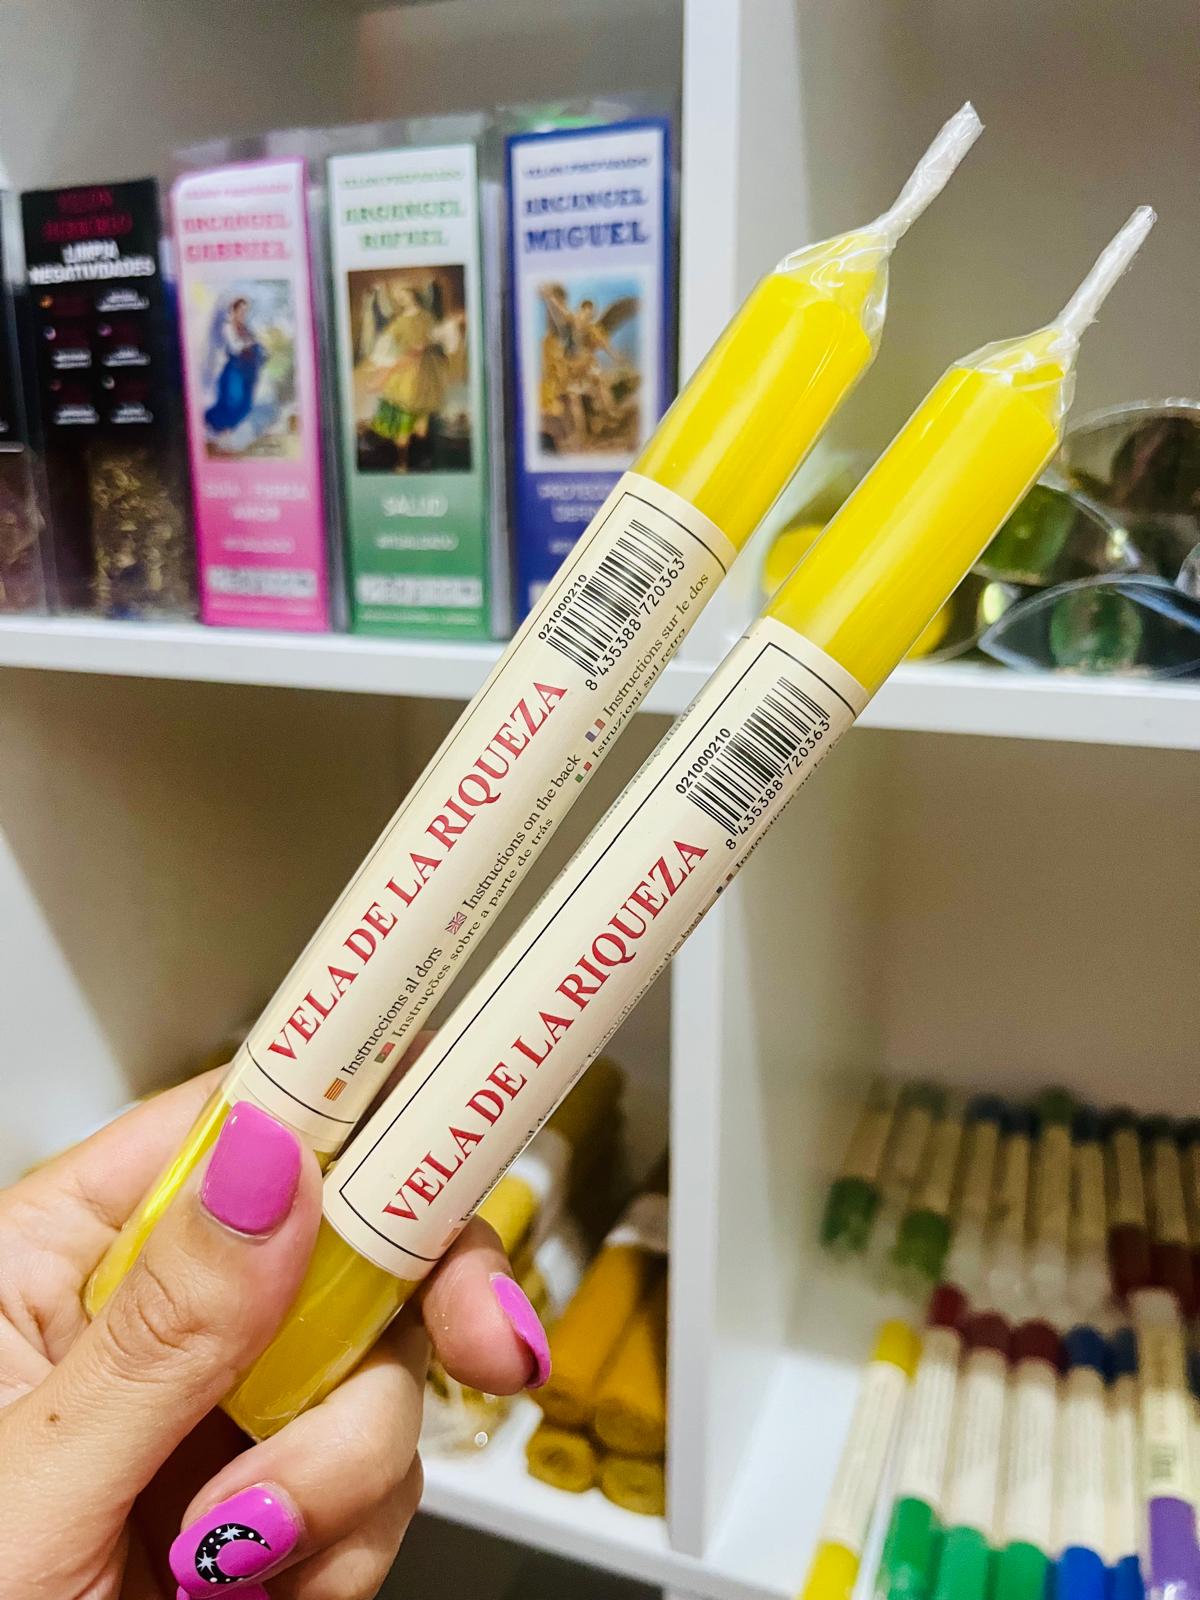 LIMPIA
NEGATIVIDADES
ARCANGEL
GABRIEL
ARCANGEL
RAFAEL
SALUD
ARCANGEL
MIGUEL
021000210
8 435388 720363
VELA DE LA RIQUEZA
Instruccions al dors
Instructions on the back
Instructions sur le dos
Instruções sobre a parte de trás
Istruzioni sul retro
021000210
8 435388 720363
VELA DE LA RIQUEZA